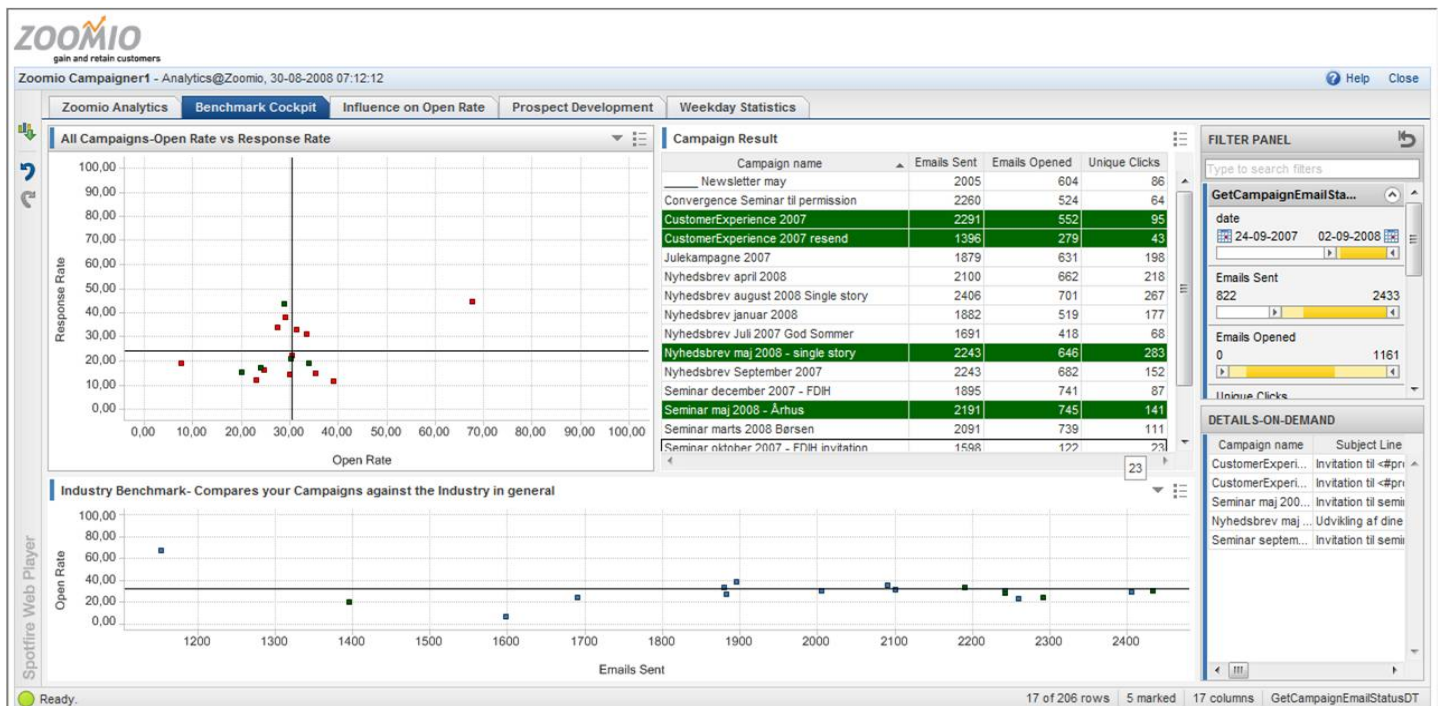 ZOOMIO
gain and retain customers
Zoomio Campaigner1 - Analytics@Zoomio, 30-08-2008 07:12:12
Help Close
Zoomio Analytics Benchmark Cockpit Influence on Open Rate Prospect Development Weekday Statistics
All Campaigns-Open Rate vs Response Rate
100,00
90,00
80,00
70,00
60,00
50,00
40,00
30,00
20,00
10,00
0,00
Response Rate
0,00 10,00 20,00 30,00 40,00 50,00 60,00 70,00 80,00 90,00 100,00
Open Rate
Campaign Result
Campaign name Emails Sent Emails Opened Unique Clicks
_____ Newsletter may 2005 604 86
Convergence Seminar til permission 2260 524 64
CustomerExperience 2007 2291 552 95
CustomerExperience 2007 resend 1396 279 43
Julekampagne 2007 1879 631 198
Nyhedsbrev april 2008 2100 662 218
Nyhedsbrev august 2008 Single story 2406 701 267
Nyhedsbrev januar 2008 1882 519 177
Nyhedsbrev Juli 2007 God Sommer 1691 418 68
Nyhedsbrev maj 2008 - single story 2243 646 283
Nyhedsbrev September 2007 2243 682 152
Seminar december 2007 - FDIH 1895 741 87
Seminar maj 2008 - Århus 2191 745 141
Seminar marts 2008 Børsen 2091 739 111
Seminar oktober 2007 - FDIH invitation 1598 122 23
23
FILTER PANEL
Type to search filters
GetCampaignEmailSta...
date
24-09-2007 02-09-2008
Emails Sent
822 2433
Emails Opened
0 1161
Unique Clicks
DETAILS-ON-DEMAND
Campaign name Subject Line
CustomerExperi... Invitation til <#pr
CustomerExperi... Invitation til <#pr
Seminar maj 200... Invitation til semi
Nyhedsbrev maj ... Udvikling af dine
Seminar septem... Invitation til semi
Industry Benchmark- Compares your Campaigns against the Industry in general
100,00
80,00
60,00
40,00
20,00
0,00
Open Rate
1200 1300 1400 1500 1600 1700 1800 1900 2000 2100 2200 2300 2400
Emails Sent
Spotfire Web Player
Ready.
17 of 206 rows 5 marked 17 columns GetCampaignEmailStatusDT